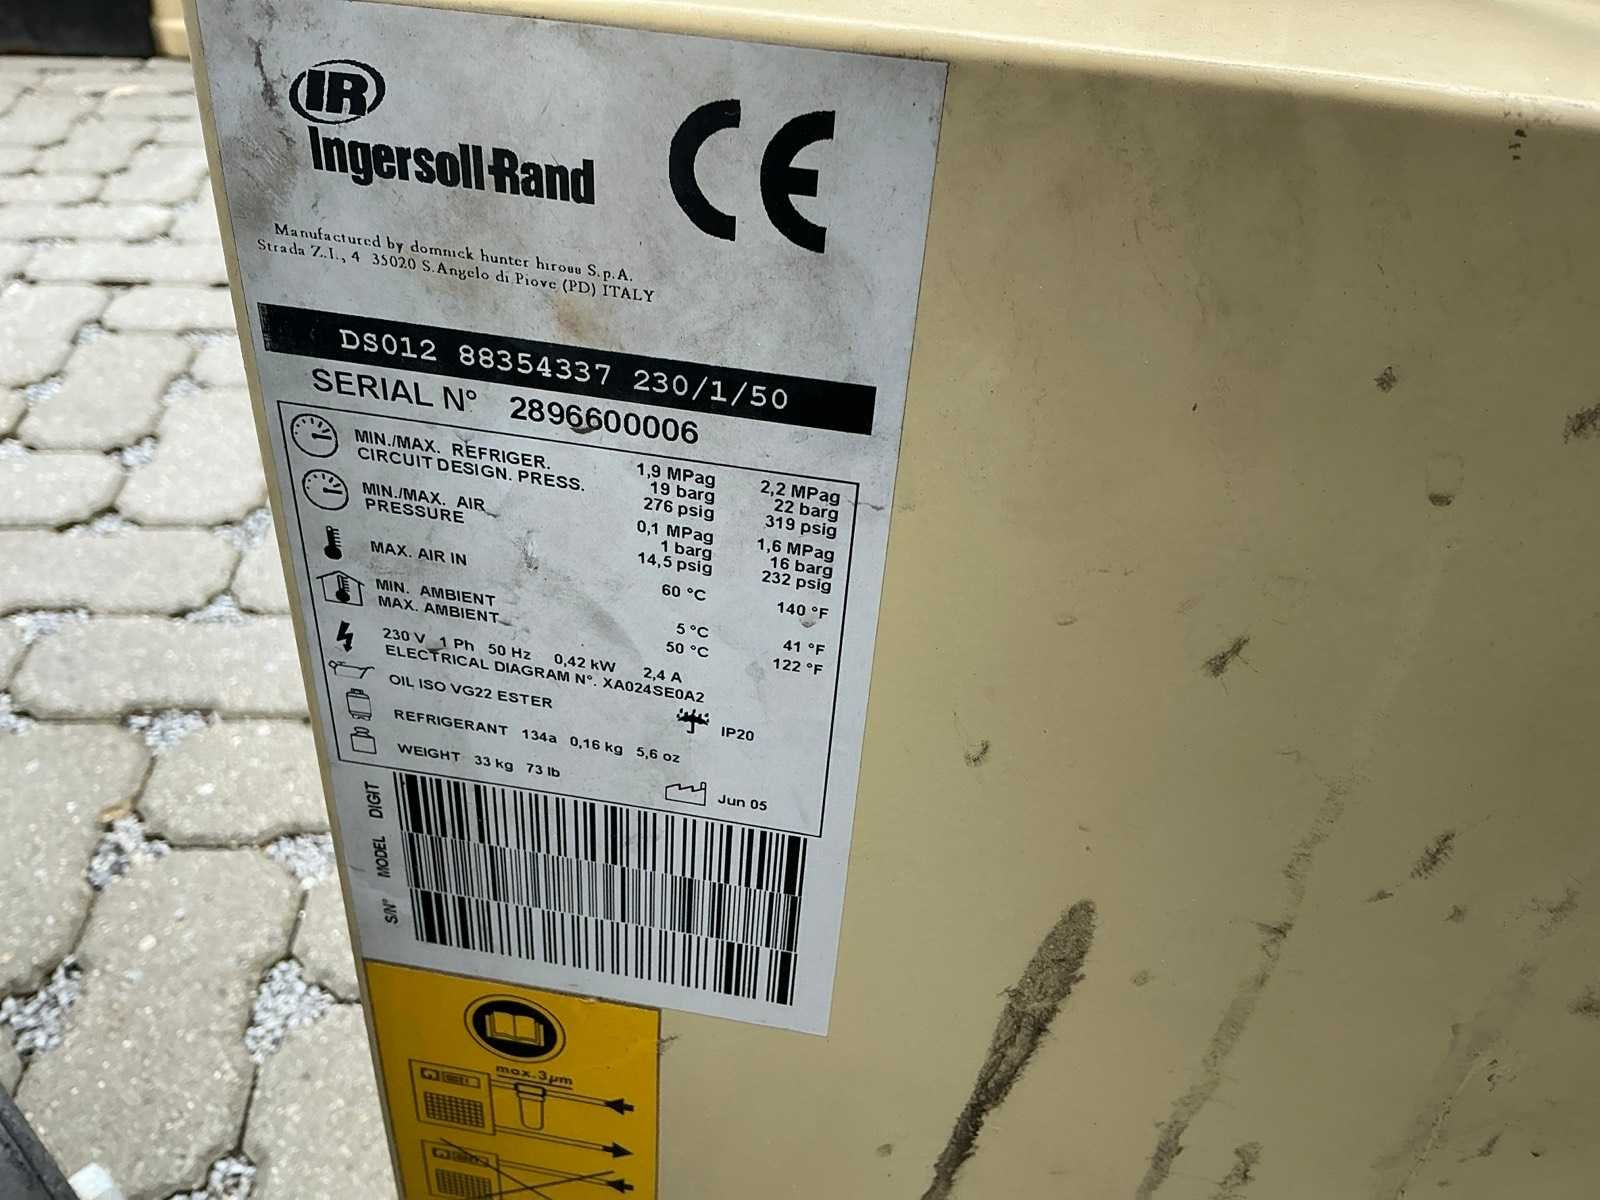 IR
Ingersoll-Rand
CE
Manufactured by domnick hunter hiross S.p.A.
Strada Z.I., 4 35020 S.Angelo di Piove (PD) ITALY
DS012 88354337 230/1/50
SERIAL N° 2896600006
MIN./MAX. REFRIGER.
CIRCUIT DESIGN. PRESS.
1,9 MPag 2,2 MPag
19 barg 22 barg
276 psig 319 psig
MIN./MAX. AIR
PRESSURE
0,1 MPag 1,6 MPag
1 barg 16 barg
14,5 psig 232 psig
MAX. AIR IN 60 °C 140 °F
MIN. AMBIENT 5 °C 41 °F
MAX. AMBIENT 50 °C 122 °F
230 V 1 Ph 50 Hz 0,42 kW 2,4 A
ELECTRICAL DIAGRAM N°. XA024SE0A2
OIL ISO VG22 ESTER
IP20
REFRIGERANT 134a 0,16 kg 5,6 oz
WEIGHT 33 kg 73 lb
Jun 05
DIGIT
MODEL
S/N°
max. 3µm